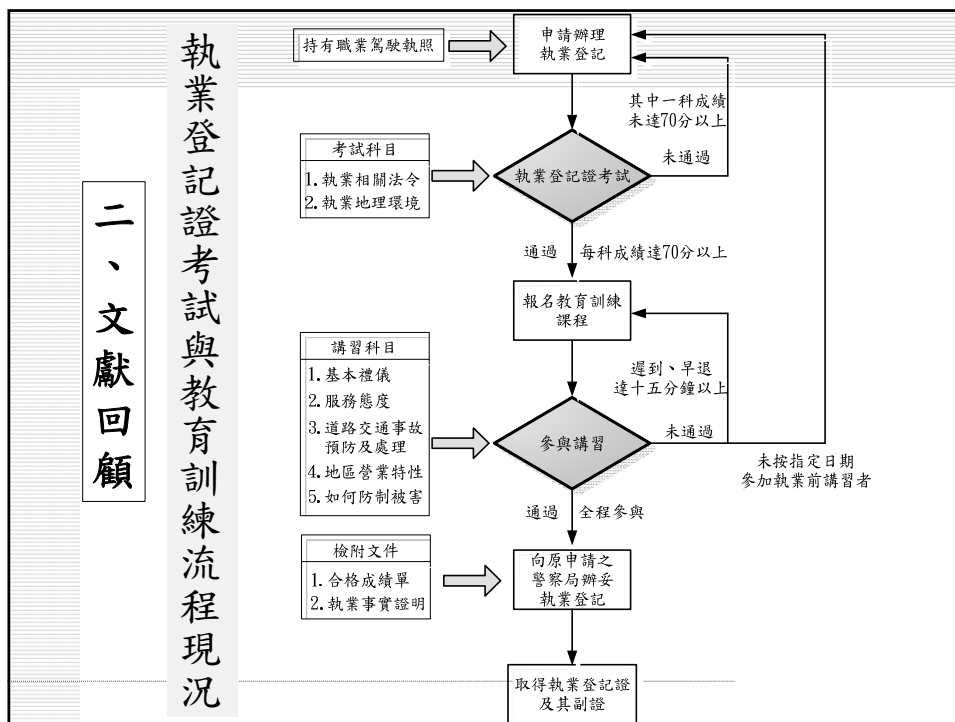 二、文獻回顧
執業登記證考試與教育訓練流程現況
持有職業駕駛執照
申請辦理
執業登記
其中一科成績
未達70分以上
未通過
考試科目
1.執業相關法令
2.執業地理環境
執業登記證考試
通過
每科成績達70分以上
報名教育訓練
課程
遲到、早退
達十五分鐘以上
未通過
講習科目
1.基本禮儀
2.服務態度
3.道路交通事故
預防及處理
4.地區營業特性
5.如何防制被害
參與講習
未按指定日期
參加執業前講習者
通過
全程參與
檢附文件
1.合格成績單
2.執業事實證明
向原申請之
警察局辦妥
執業登記
取得執業登記證
及其副證